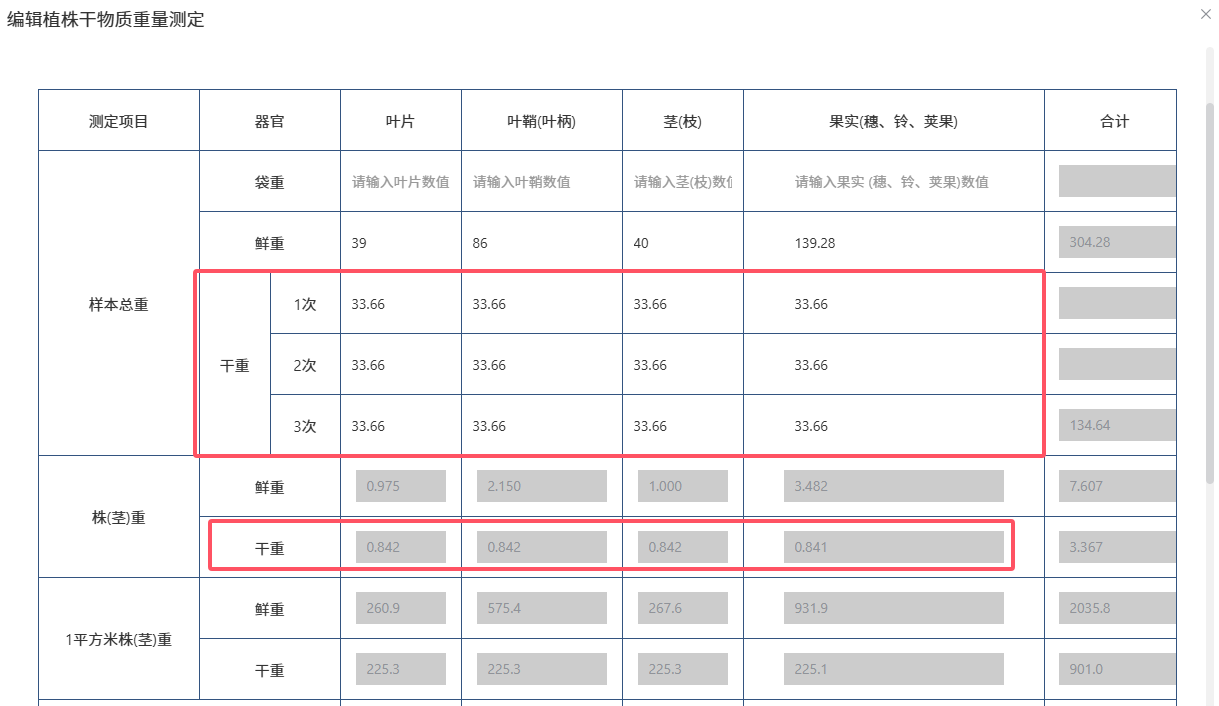 编辑植株干物质重量测定
测定项目 器官 叶片 叶鞘(叶柄) 茎(枝) 果实(穗、铃、荚果) 合计
样本总重 袋重 请输入叶片数值 请输入叶鞘数值 请输入茎(枝)数值 请输入果实 (穗、铃、荚果)数值
鲜重 39 86 40 139.28 304.28
干重 1次 33.66 33.66 33.66 33.66
2次 33.66 33.66 33.66 33.66
3次 33.66 33.66 33.66 33.66 134.64
株(茎)重 鲜重 0.975 2.150 1.000 3.482 7.607
干重 0.842 0.842 0.842 0.841 3.367
1平方米株(茎)重 鲜重 260.9 575.4 267.6 931.9 2035.8
干重 225.3 225.3 225.3 225.1 901.0